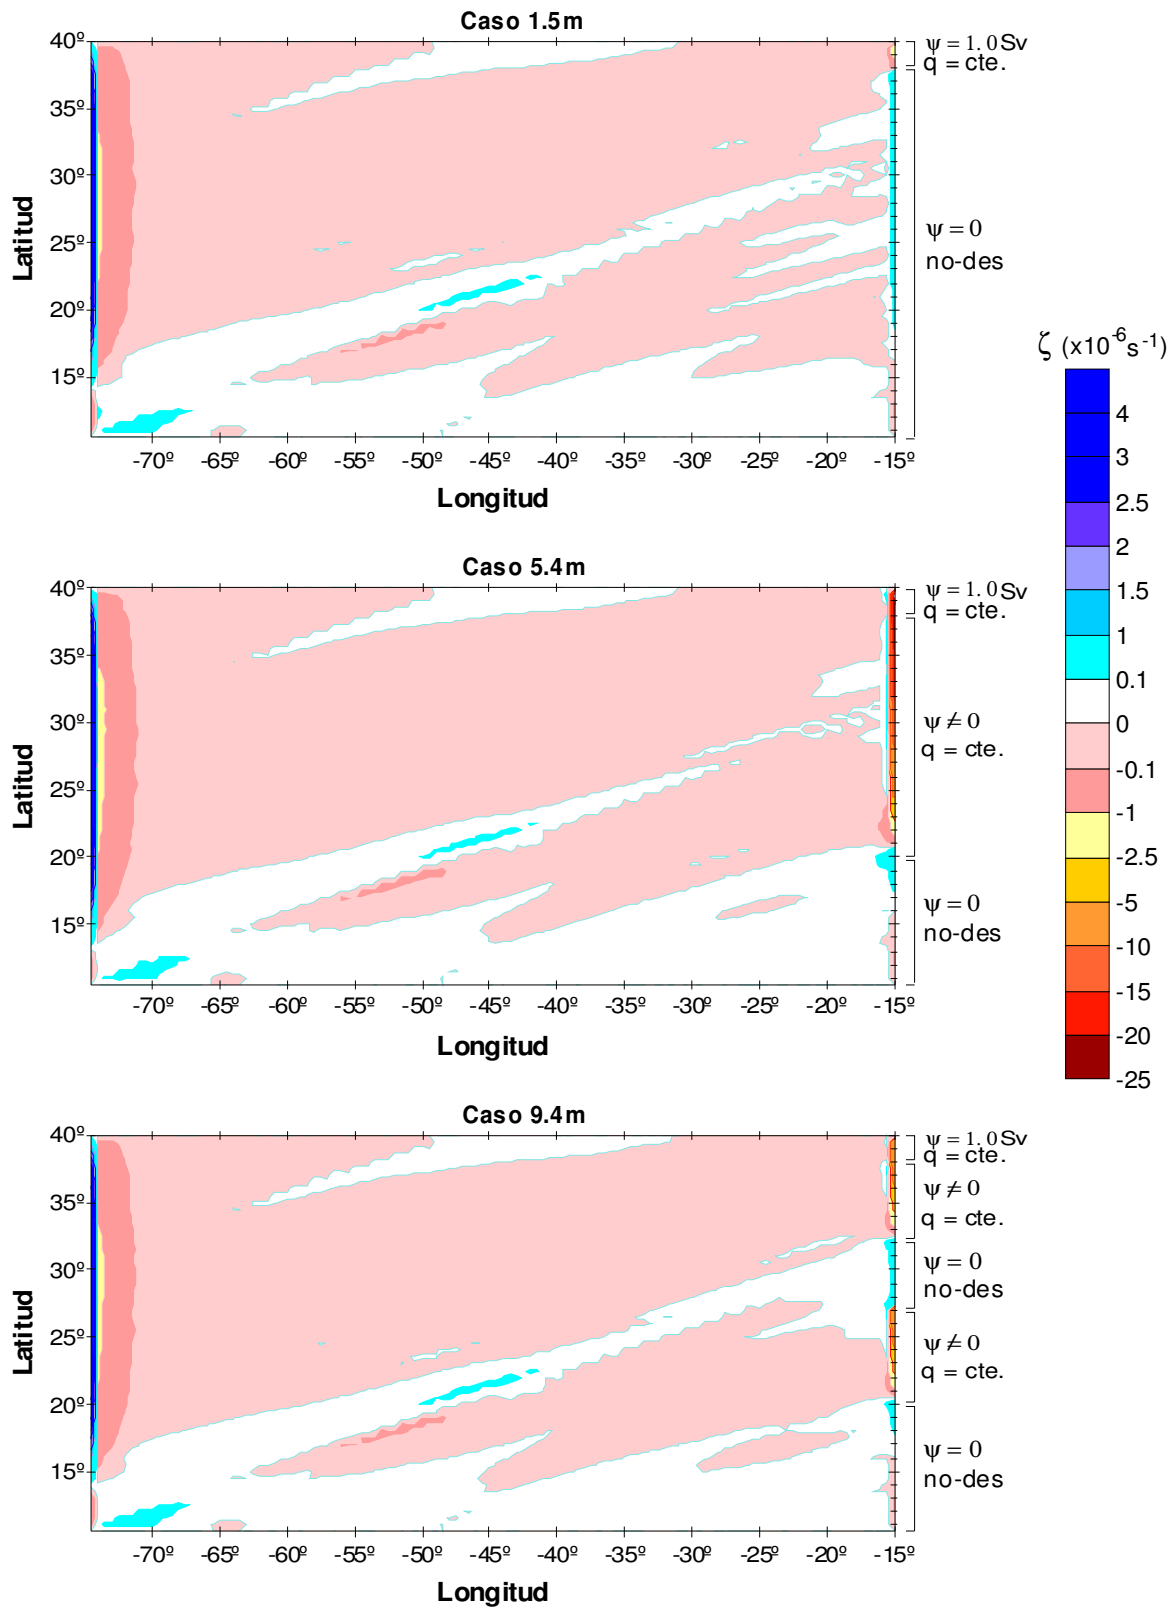 Caso 1.5m
40º
35º
30º
25º
20º
15º
Latitud
-70º -65º -60º -55º -50º -45º -40º -35º -30º -25º -20º -15º
Longitud
ψ = 1.0 Sv
q = cte.
ψ = 0
no-des
ζ (x10⁻⁶s⁻¹)
4
3
2.5
2
1.5
1
0.1
0
-0.1
-1
-2.5
-5
-10
-15
-20
-25
Caso 5.4m
40º
35º
30º
25º
20º
15º
Latitud
-70º -65º -60º -55º -50º -45º -40º -35º -30º -25º -20º -15º
Longitud
ψ = 1.0 Sv
q = cte.
ψ ≠ 0
q = cte.
ψ = 0
no-des
Caso 9.4m
40º
35º
30º
25º
20º
15º
Latitud
-70º -65º -60º -55º -50º -45º -40º -35º -30º -25º -20º -15º
Longitud
ψ = 1.0 Sv
q = cte.
ψ ≠ 0
q = cte.
ψ = 0
no-des
ψ ≠ 0
q = cte.
ψ = 0
no-des